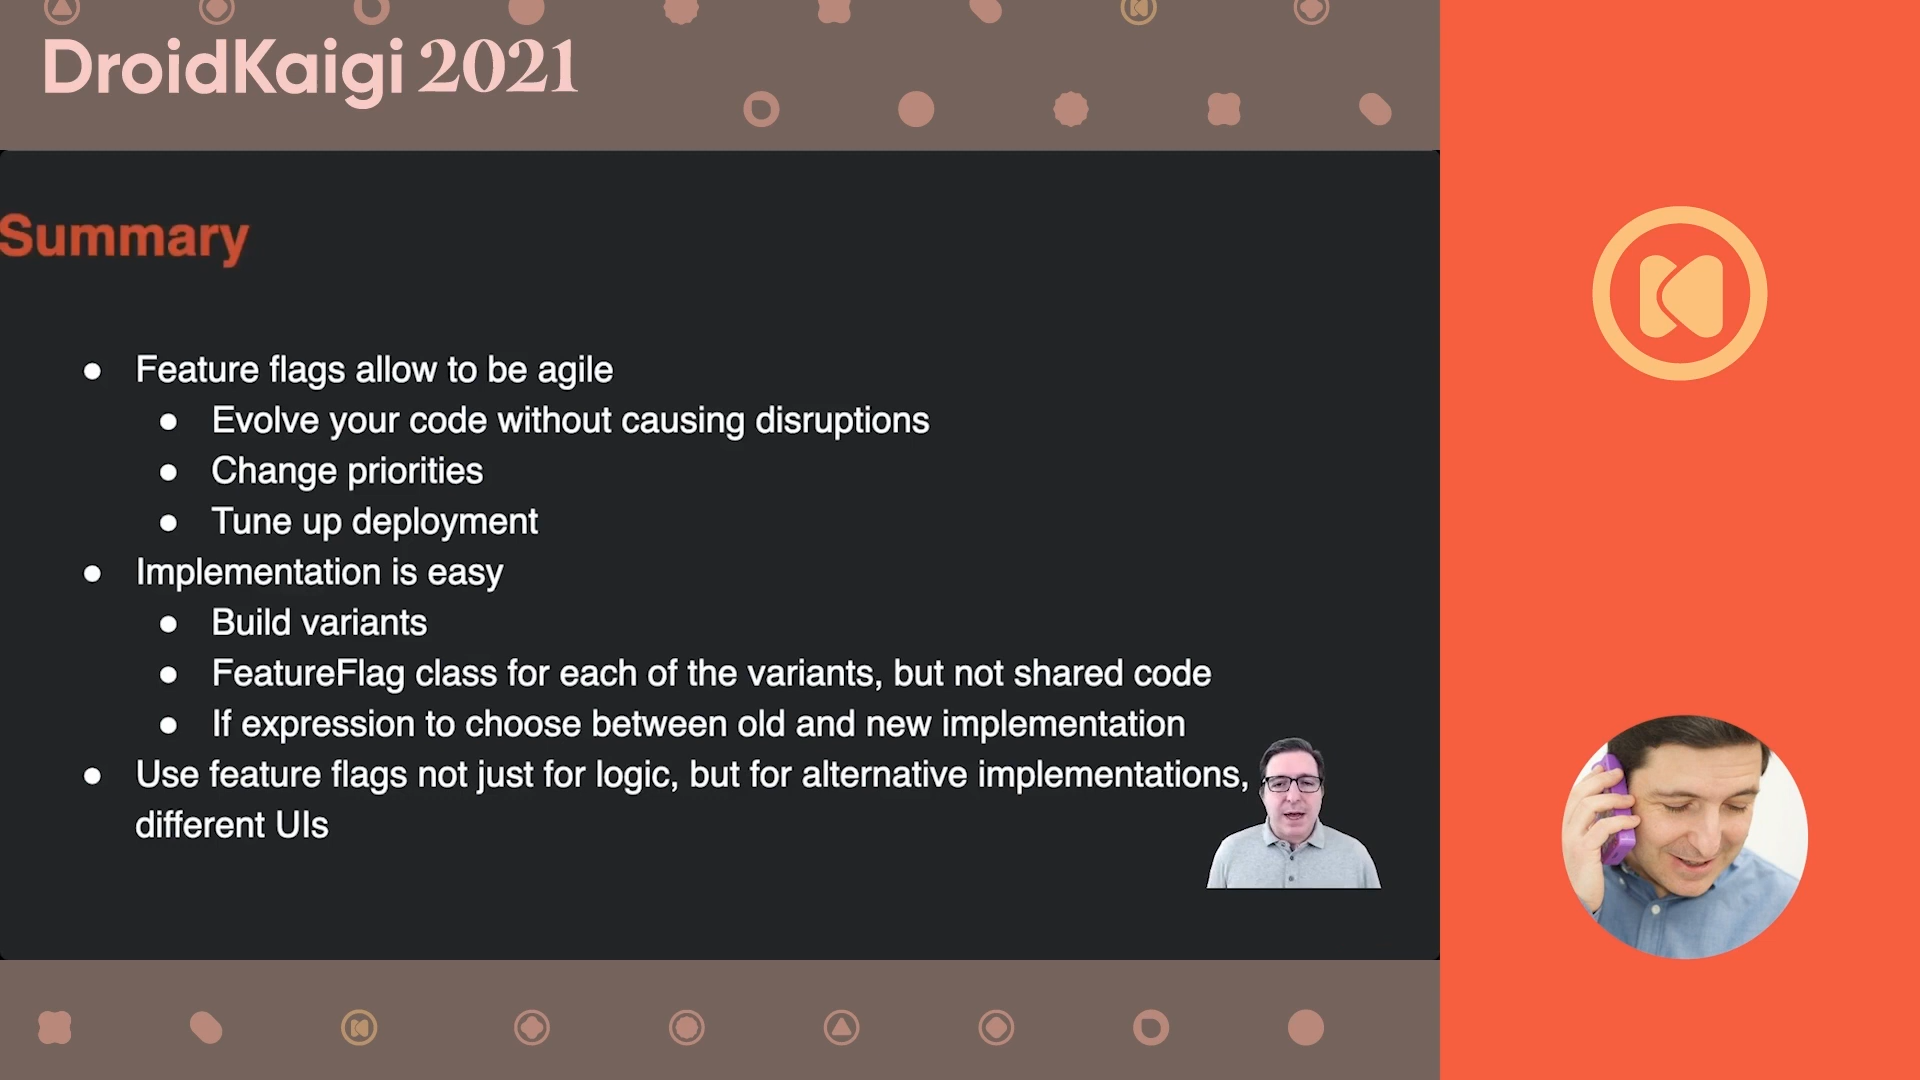 DroidKaigi 2021
Summary
● Feature flags allow to be agile
● Evolve your code without causing disruptions
● Change priorities
● Tune up deployment
● Implementation is easy
● Build variants
● FeatureFlag class for each of the variants, but not shared code
● If expression to choose between old and new implementation
● Use feature flags not just for logic, but for alternative implementations,
different UIs